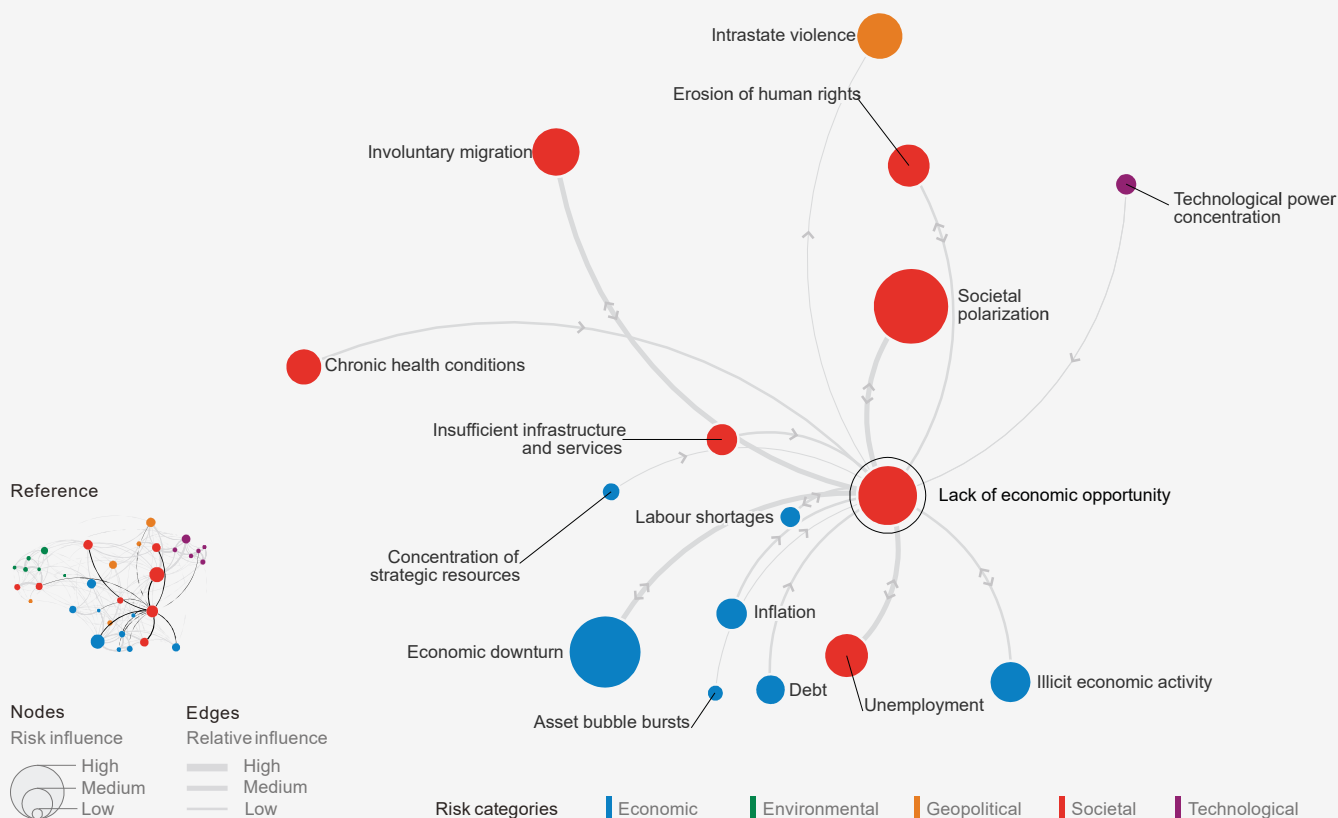 Intrastate violence
Erosion of human rights
Involuntary migration
Technological power
concentration
Societal
polarization
Chronic health conditions
Insufficient infrastructure
and services
Reference
Lack of economic opportunity
Labour shortages
Concentration of
strategic resources
Inflation
Economic downturn
Debt
Illicit economic activity
Unemployment
Asset bubble bursts
Nodes
Risk influence
High
Medium
Low
Edges
Relative influence
High
Medium
Low
Risk categories
Economic
Environmental
Geopolitical
Societal
Technological